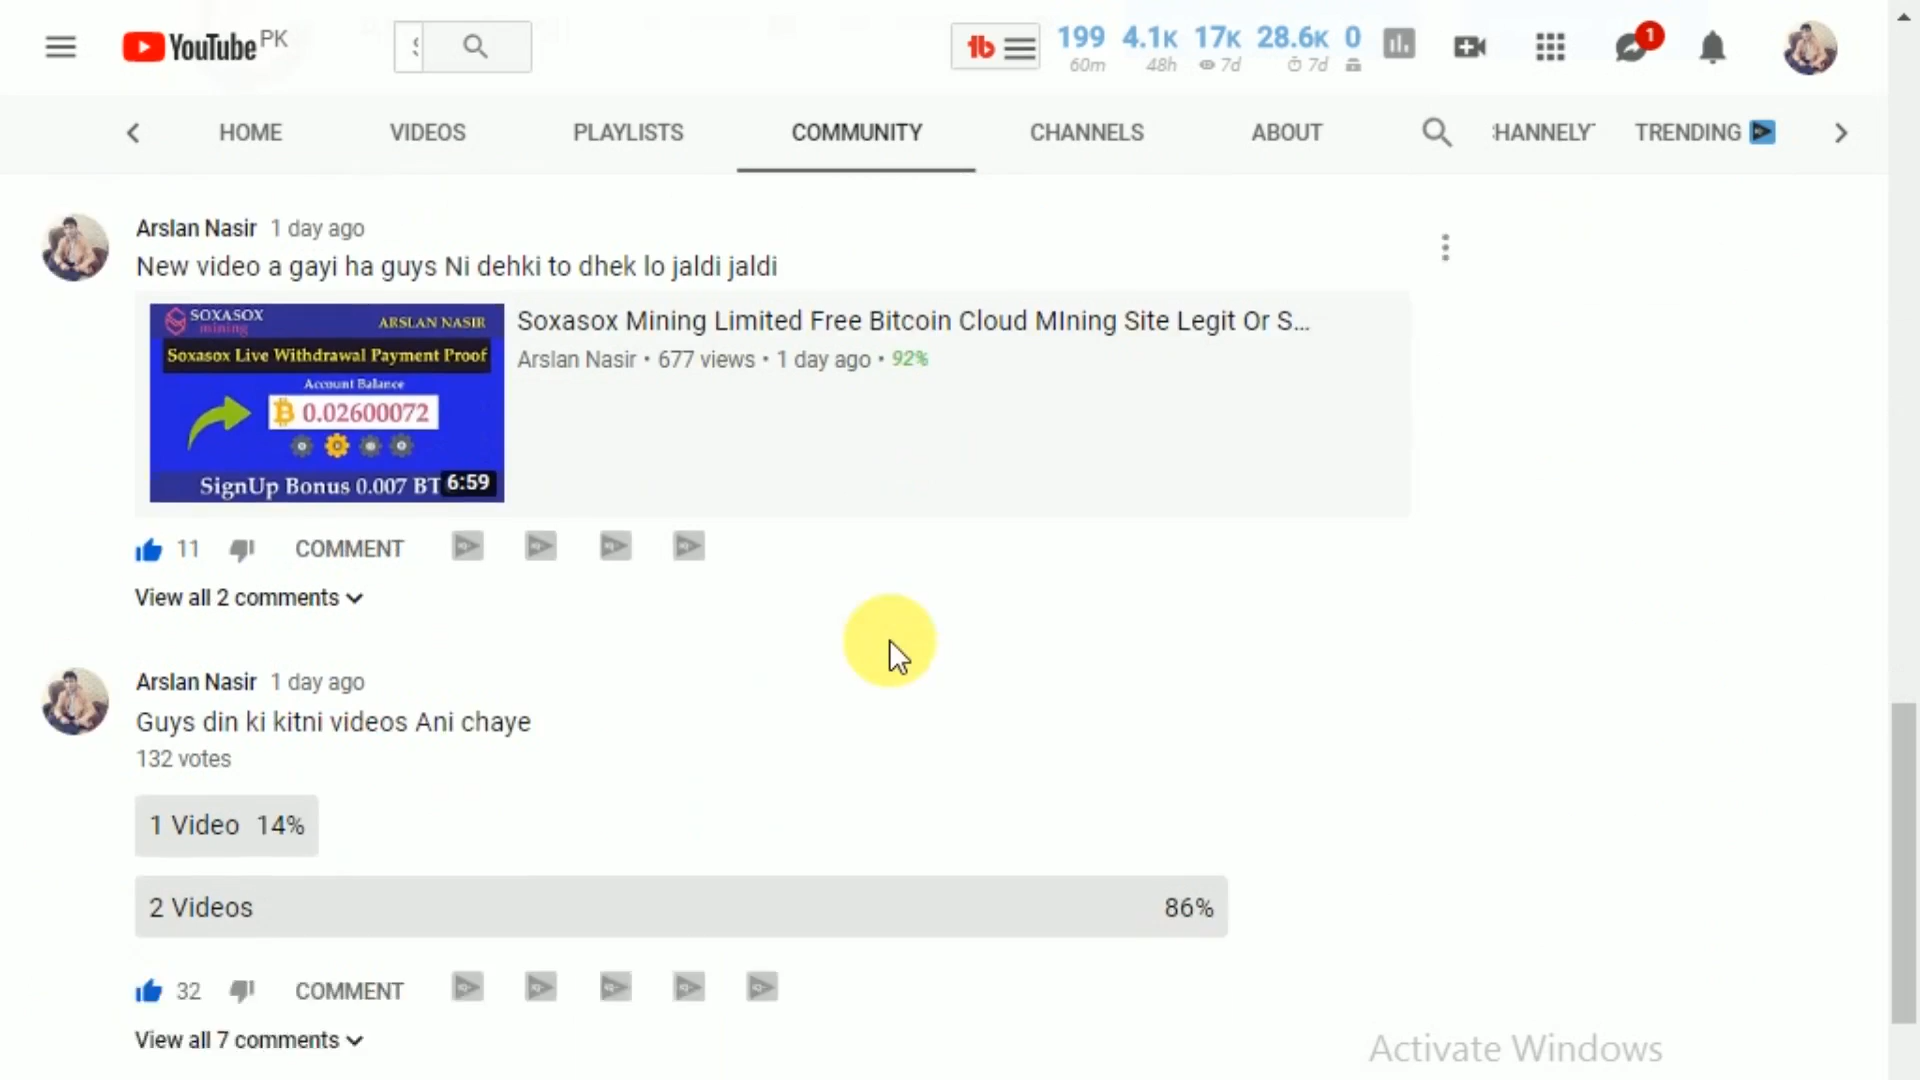 YouTube PK
199 4.1K 17K 28.6K 0
60m 48h 7d 7d
1
HOME VIDEOS PLAYLISTS COMMUNITY CHANNELS ABOUT HANNELY TRENDING
Arslan Nasir 1 day ago
New video a gayi ha guys Ni dehki to dhek lo jaldi jaldi
SOXASOX
mining
ARSLAN NASIR
Soxasox Live Withdrawal Payment Proof
Account Balance
0.02600072
SignUp Bonus 0.007 BT
6:59
Soxasox Mining Limited Free Bitcoin Cloud MIning Site Legit Or S...
Arslan Nasir • 677 views • 1 day ago • 92%
11 COMMENT
View all 2 comments
Arslan Nasir 1 day ago
Guys din ki kitni videos Ani chaye
132 votes
1 Video 14%
2 Videos 86%
32 COMMENT
View all 7 comments
Activate Windows